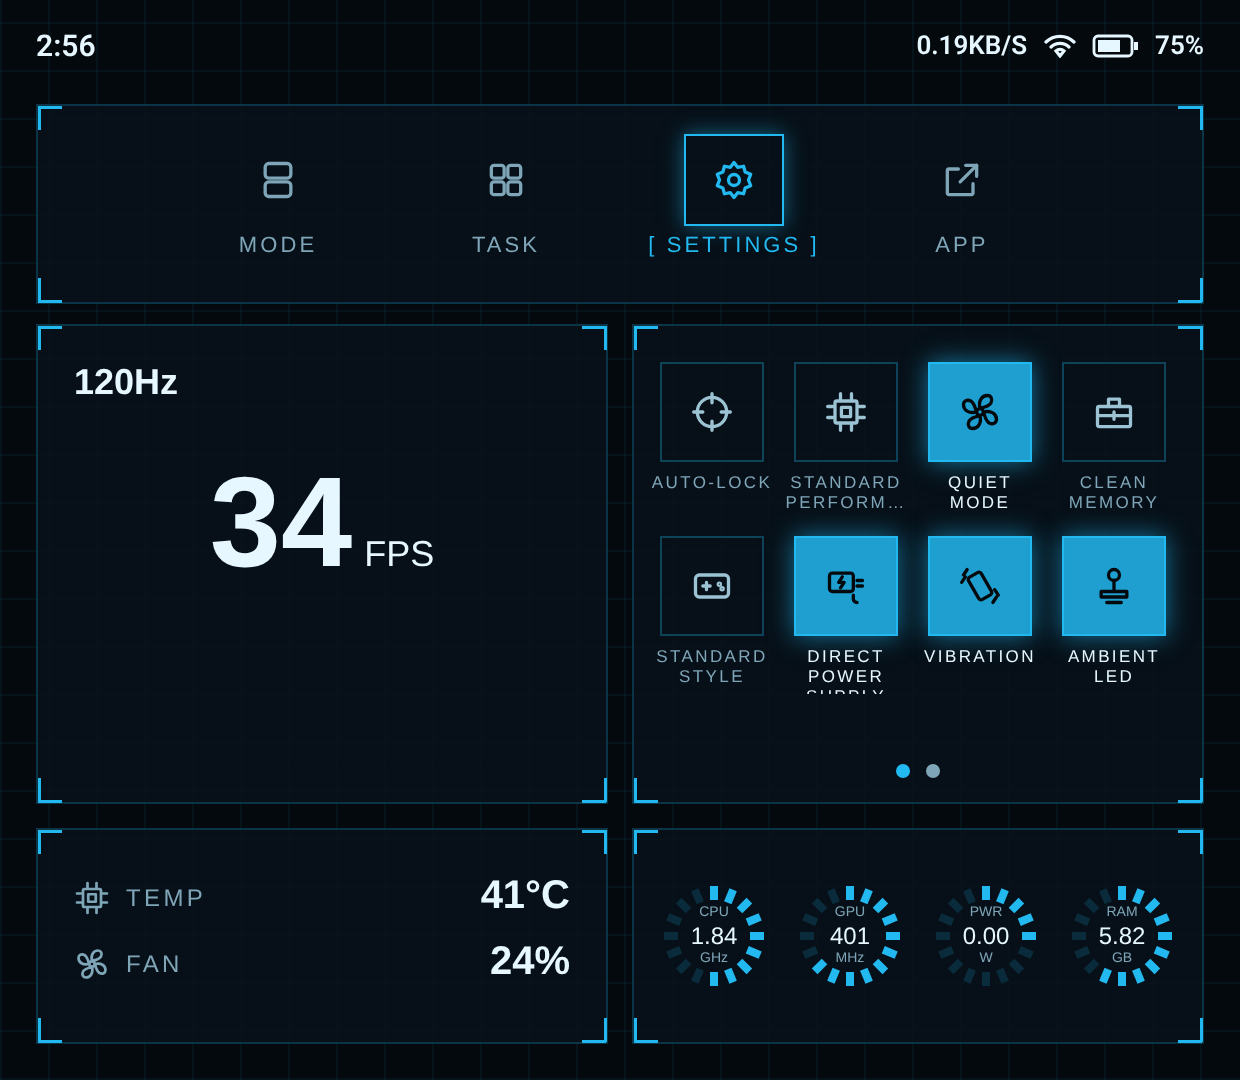 2:56
0.19KB/S 75%
MODE TASK [ SETTINGS ] APP
120Hz
34 FPS
AUTO-LOCK STANDARD PERFORM... QUIET MODE CLEAN MEMORY
STANDARD STYLE DIRECT POWER SUPPLY VIBRATION AMBIENT LED
TEMP 41°C
FAN 24%
CPU 1.84 GHz
GPU 401 MHz
PWR 0.00 W
RAM 5.82 GB